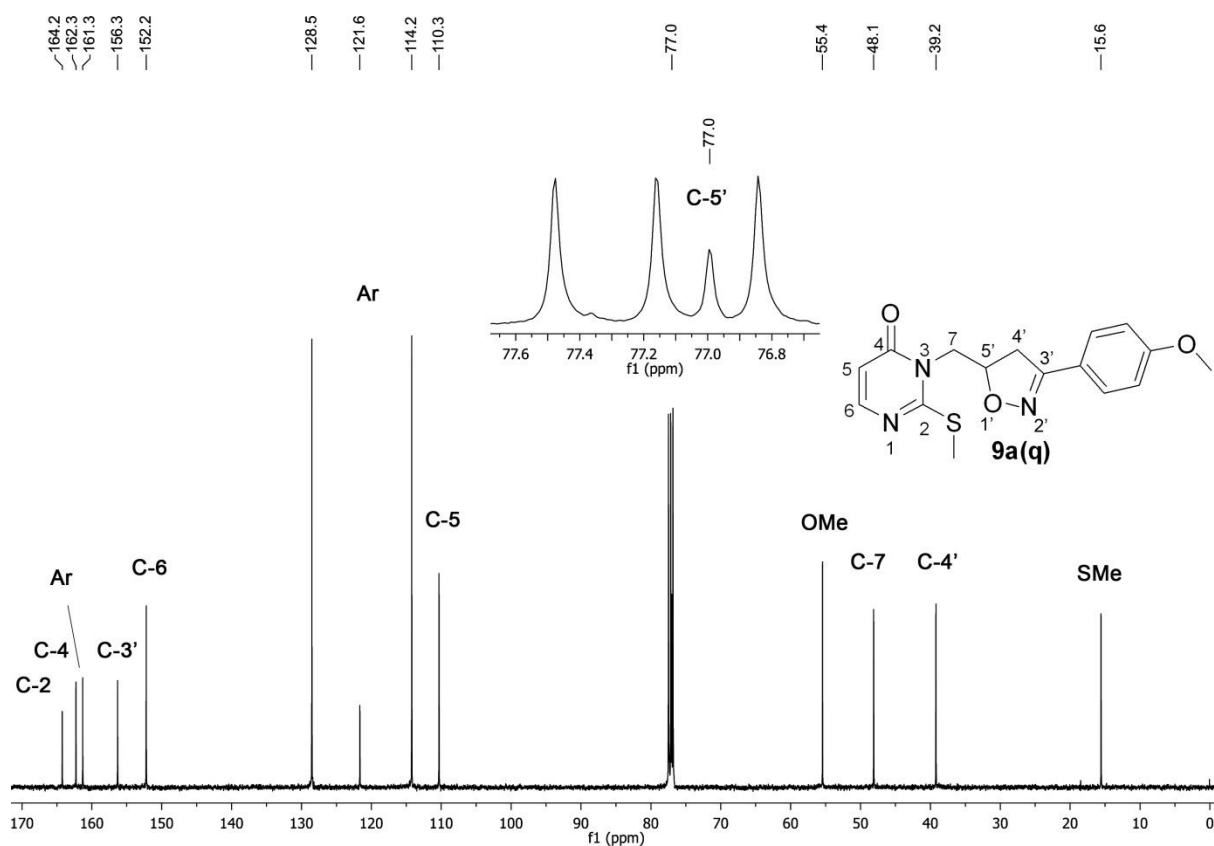 164.2
162.3
161.3
156.3
152.2
128.5
121.6
114.2
110.3
77.0
55.4
48.1
39.2
15.6
77.0
C-5'
77.6 77.4 77.2 77.0 76.8
f1 (ppm)
Ar
O
4
5
6
3
N
7
5'
4'
3'
O
N
1
2
S
O
1'
N
2'
9a(q)
C-5
OMe
C-7
C-4'
SMe
Ar
C-6
C-4
C-3'
C-2
170 160 150 140 130 120 110 100 90 80 70 60 50 40 30 20 10 0
f1 (ppm)